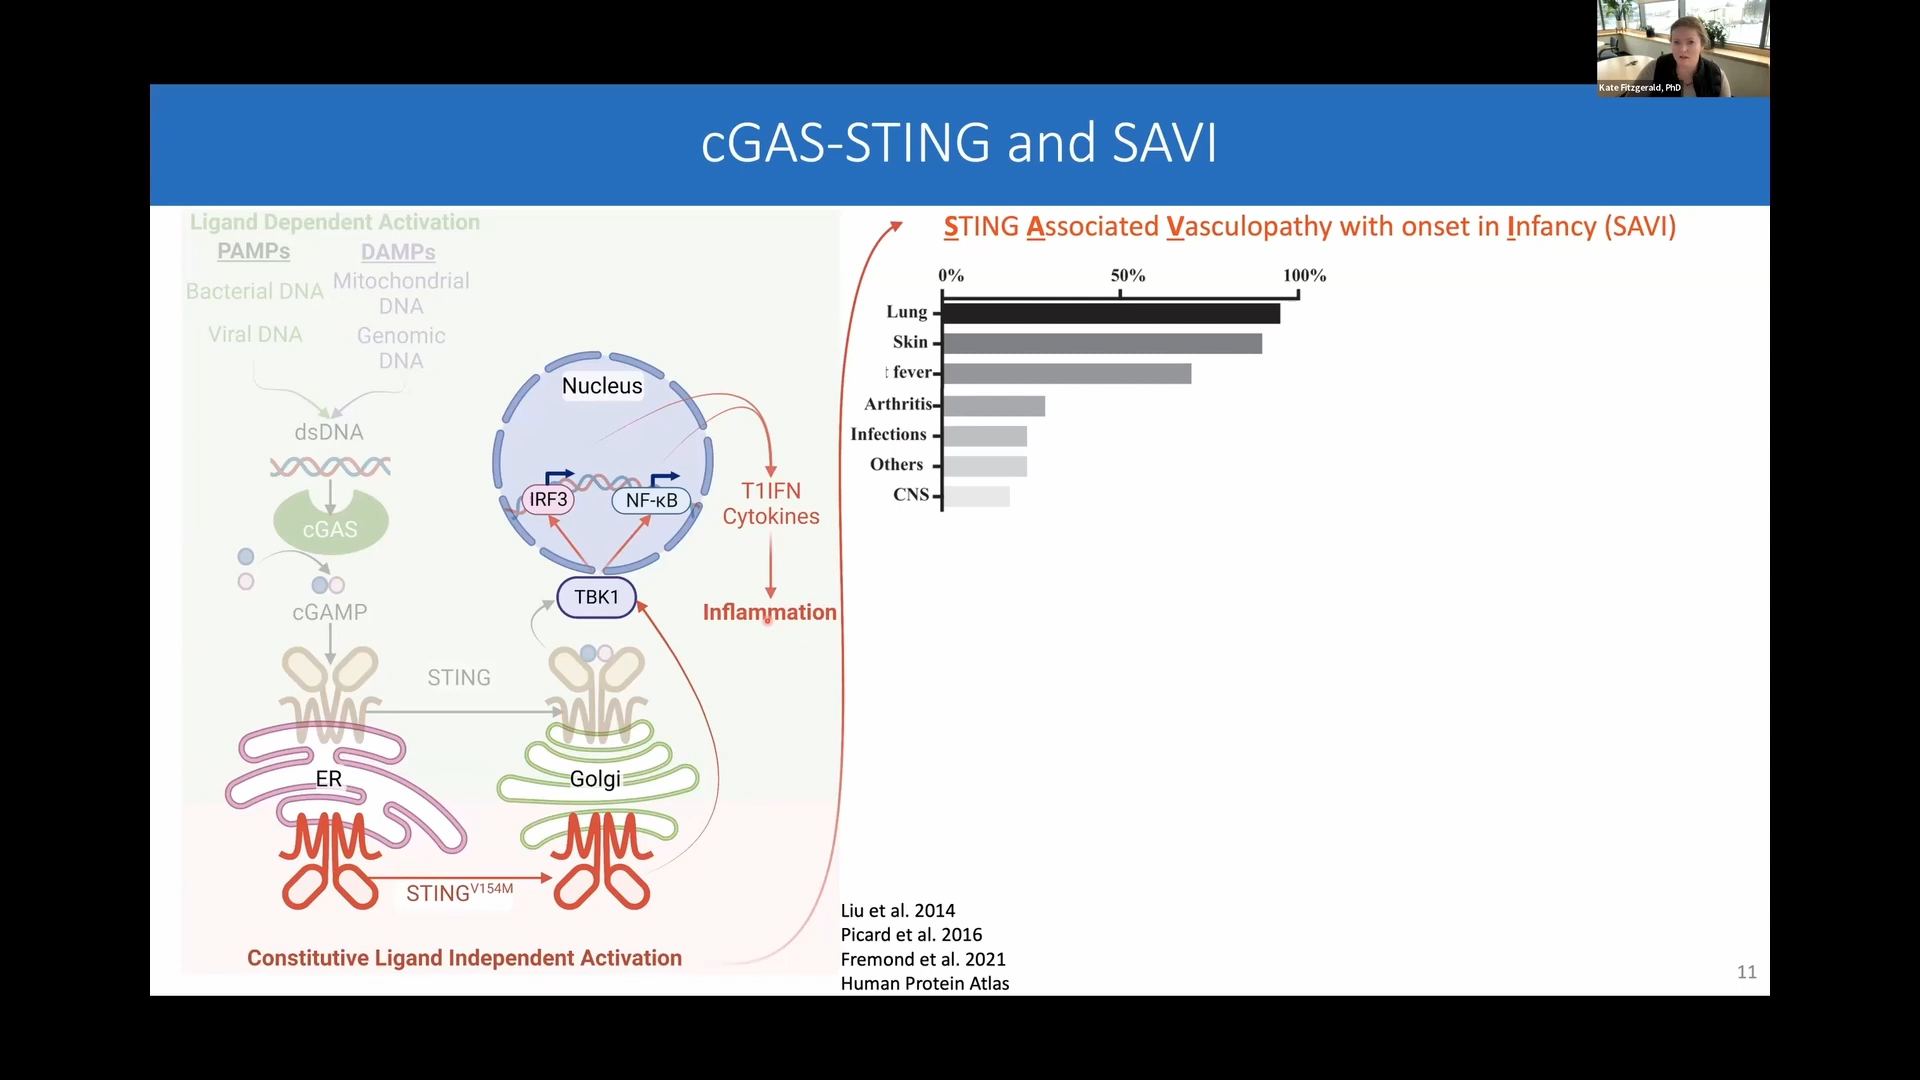 Kate Fitzgerald, PhD
cGAS-STING and SAVI
Ligand Dependent Activation
PAMPs
DAMPs
Bacterial DNA
Mitochondrial
DNA
Viral DNA
Genomic
DNA
dsDNA
cGAS
cGAMP
STING
ER
Golgi
STINGV154M
Constitutive Ligand Independent Activation
Nucleus
IRF3
NF-κB
TBK1
T1IFN
Cytokines
Inflammation
STING Associated Vasculopathy with onset in Infancy (SAVI)
0% 50% 100%
Lung
Skin
t fever
Arthritis
Infections
Others
CNS
Liu et al. 2014
Picard et al. 2016
Fremond et al. 2021
Human Protein Atlas
11